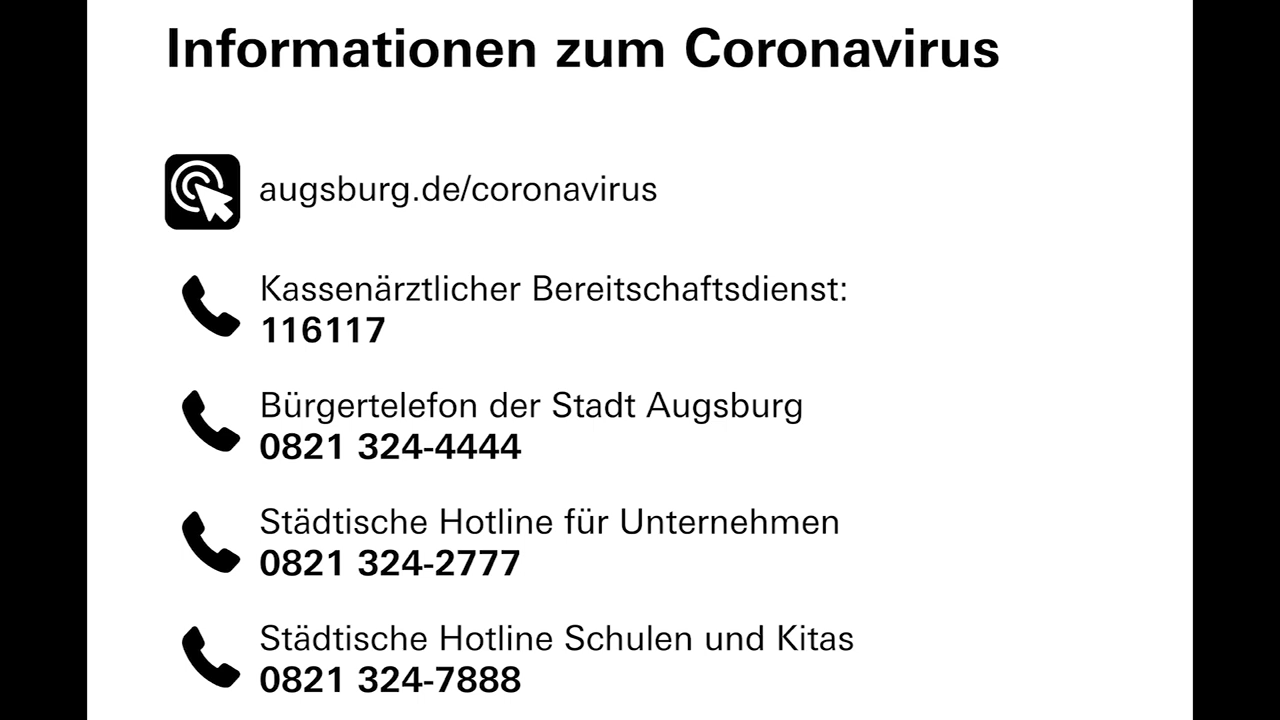 Informationen zum Coronavirus
augsburg.de/coronavirus
Kassenärztlicher Bereitschaftsdienst:
116117
Bürgertelefon der Stadt Augsburg
0821 324-4444
Städtische Hotline für Unternehmen
0821 324-2777
Städtische Hotline Schulen und Kitas
0821 324-7888